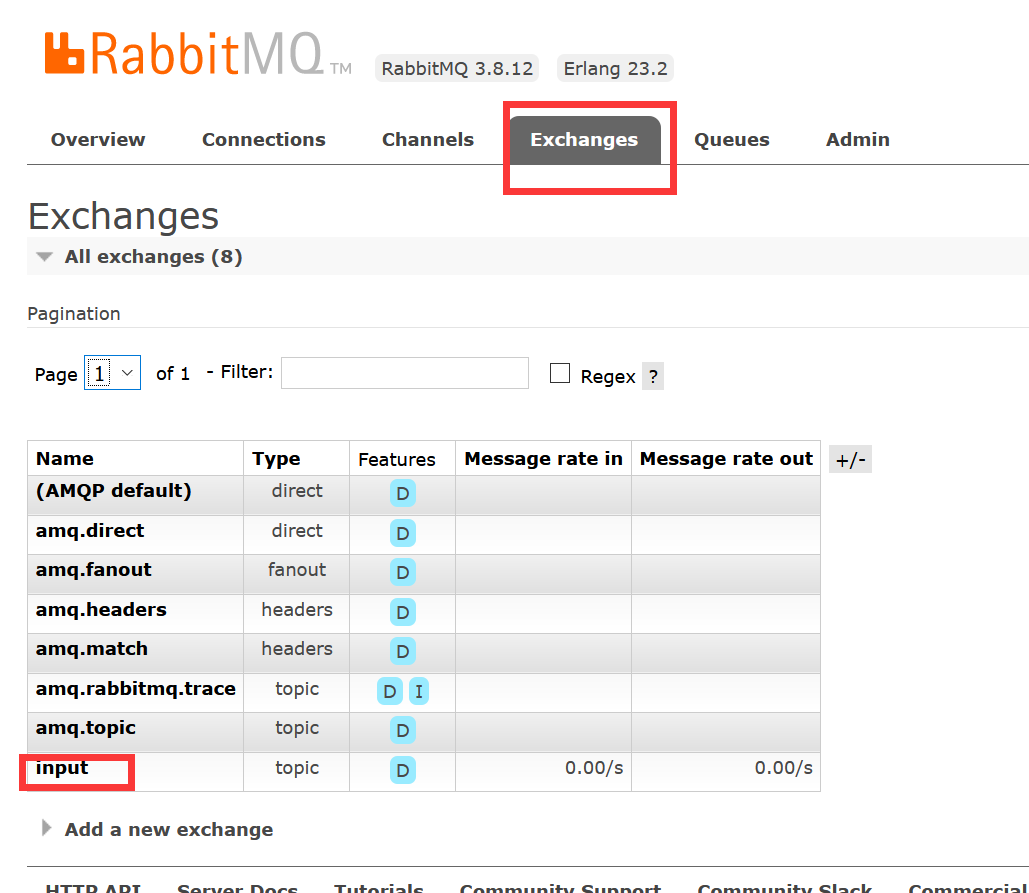 RabbitMQ TM RabbitMQ 3.8.12 Erlang 23.2
Overview Connections Channels Exchanges Queues Admin
Exchanges
All exchanges (8)
Pagination
Page 1 of 1 - Filter: Regex ?
Name Type Features Message rate in Message rate out +/-
(AMQP default) direct D
amq.direct direct D
amq.fanout fanout D
amq.headers headers D
amq.match headers D
amq.rabbitmq.trace topic D I
amq.topic topic D
input topic D 0.00/s 0.00/s
Add a new exchange
HTTP API Server Docs Tutorials Community Support Community Slack Commercial